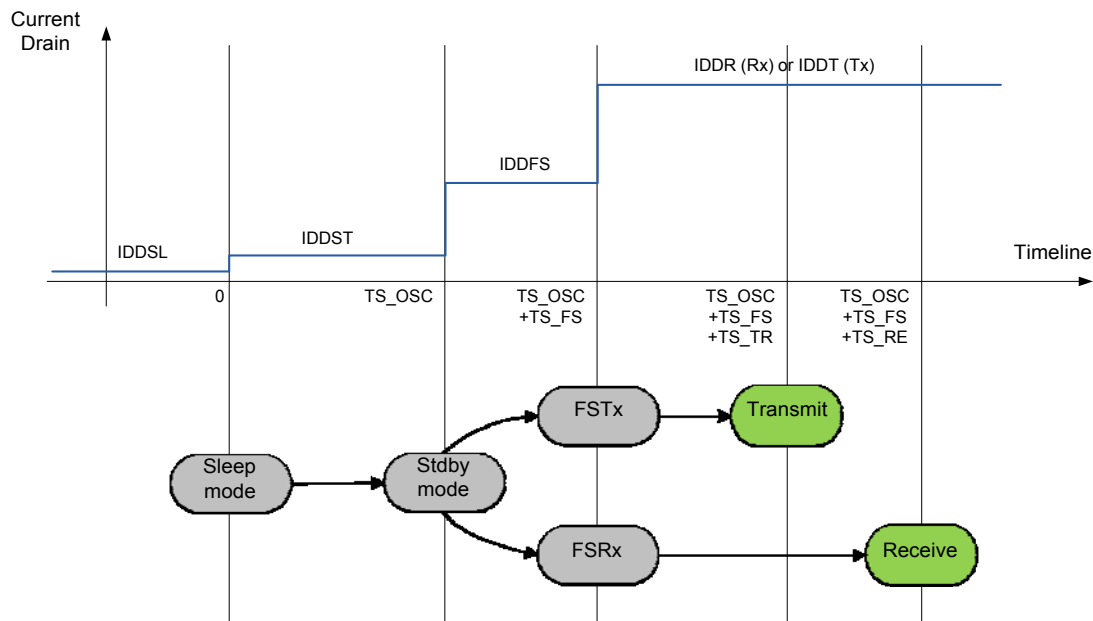 Current
Drain
IDDR (Rx) or IDDT (Tx)
IDDFS
IDDST
IDDSL
Timeline
0
TS_OSC
TS_OSC
+TS_FS
TS_OSC
+TS_FS
+TS_TR
TS_OSC
+TS_FS
+TS_RE
FSTx
Transmit
Sleep
mode
Stdby
mode
FSRx
Receive